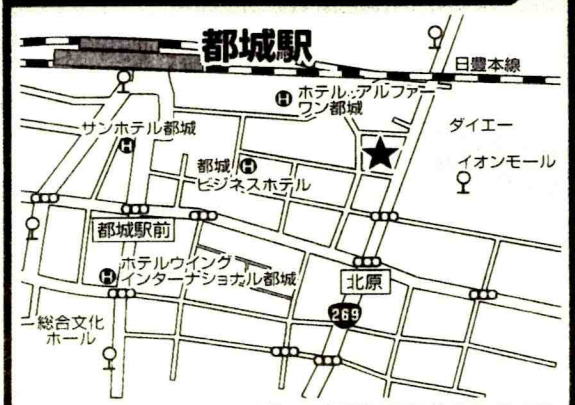 都城駅
日豊本線
ホテル・アルファー
ワン都城
ダイエー
サンホテル都城
イオンモール
都城
ビジネスホテル
都城駅前
ホテルウイング
インターナショナル都城
北原
269
総合文化
ホール
H
H
H
H